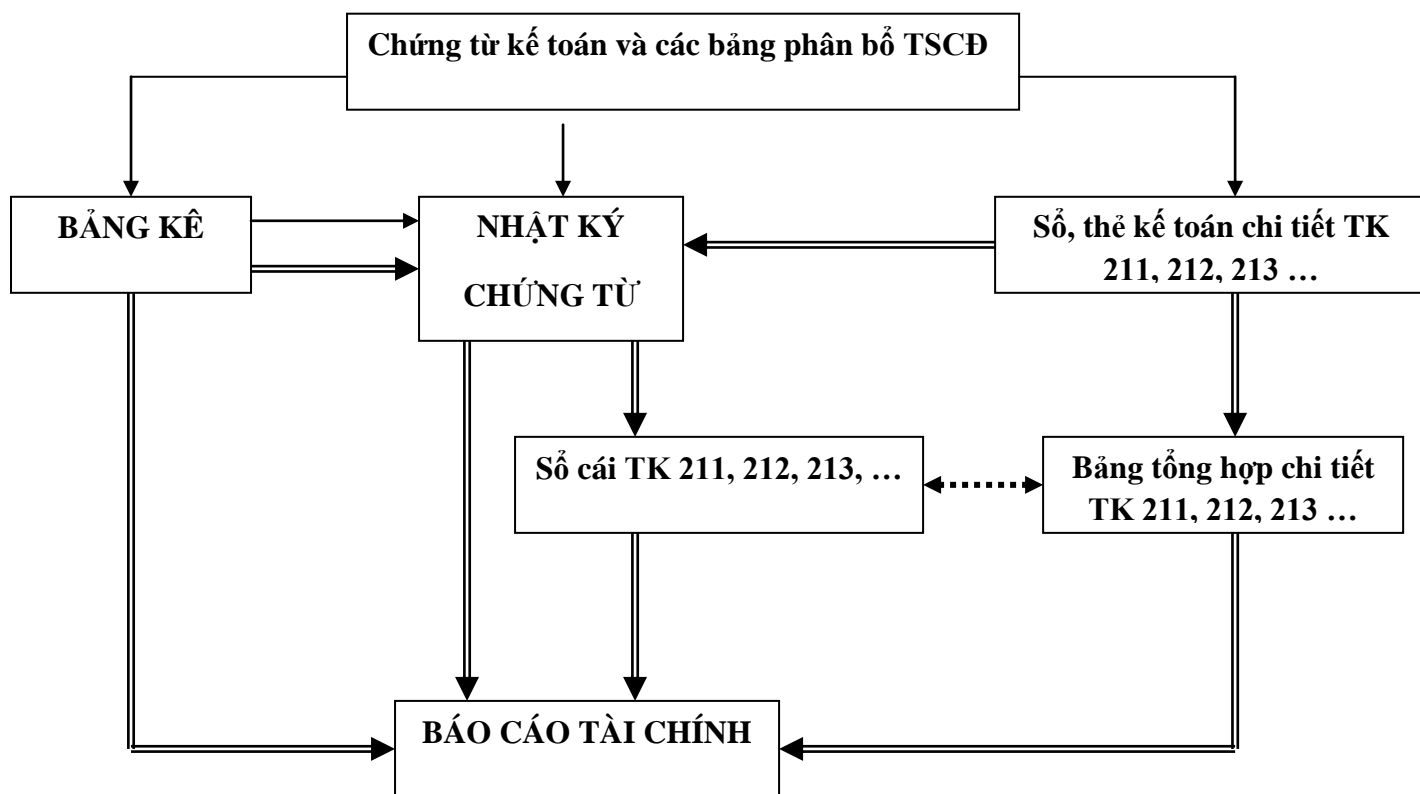 Chứng từ kế toán và các bảng phân bổ TSCĐ
BẢNG KÊ
NHẬT KÝ
CHỨNG TỪ
Sổ, thẻ kế toán chi tiết TK
211, 212, 213 …
Sổ cái TK 211, 212, 213, …
Bảng tổng hợp chi tiết
TK 211, 212, 213 …
BÁO CÁO TÀI CHÍNH